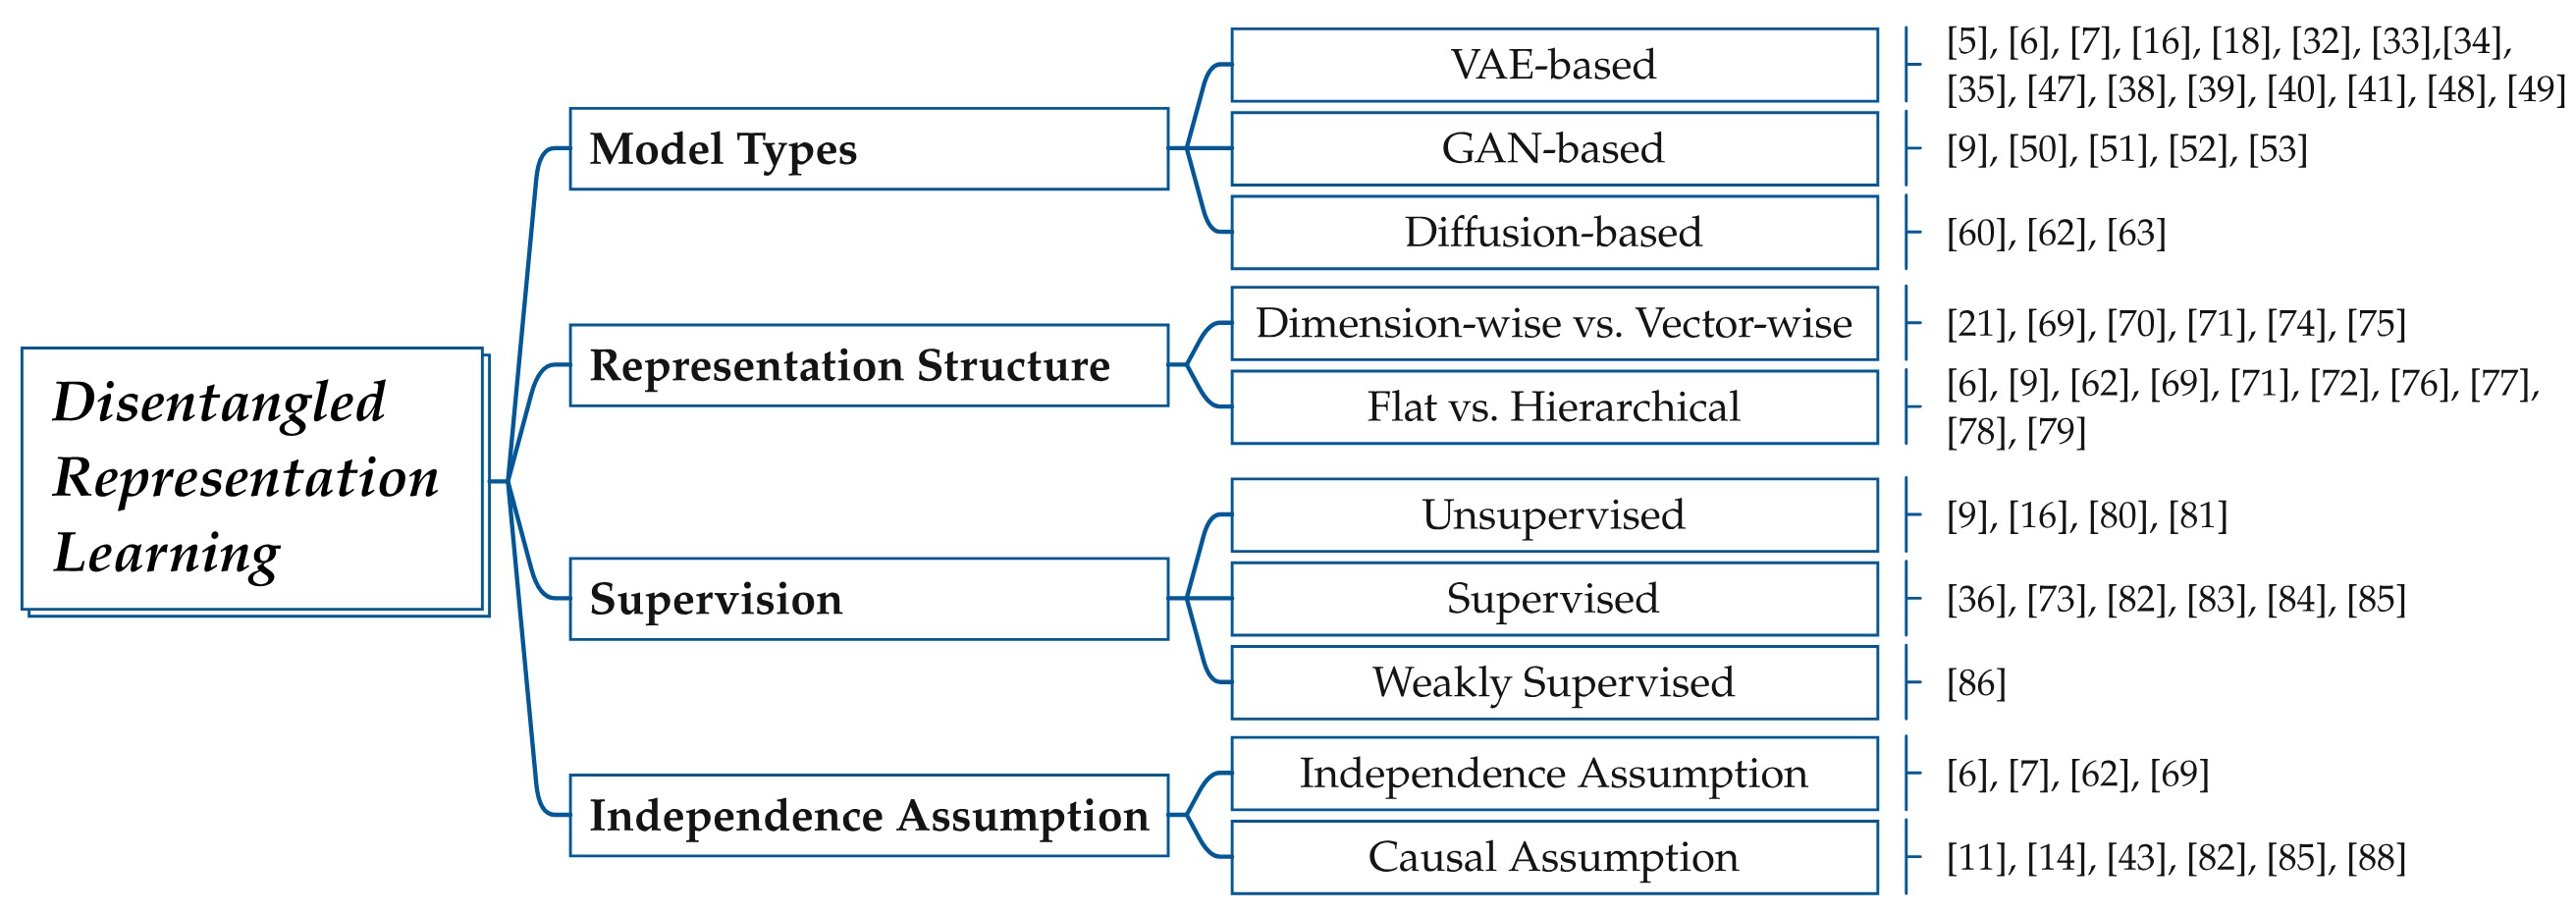 Disentangled
Representation
Learning
Model Types
VAE-based
[5], [6], [7], [16], [18], [32], [33],[34],
[35], [47], [38], [39], [40], [41], [48], [49]
GAN-based
[9], [50], [51], [52], [53]
Diffusion-based
[60], [62], [63]
Representation Structure
Dimension-wise vs. Vector-wise
[21], [69], [70], [71], [74], [75]
Flat vs. Hierarchical
[6], [9], [62], [69], [71], [72], [76], [77],
[78], [79]
Supervision
Unsupervised
[9], [16], [80], [81]
Supervised
[36], [73], [82], [83], [84], [85]
Weakly Supervised
[86]
Independence Assumption
Independence Assumption
[6], [7], [62], [69]
Causal Assumption
[11], [14], [43], [82], [85], [88]